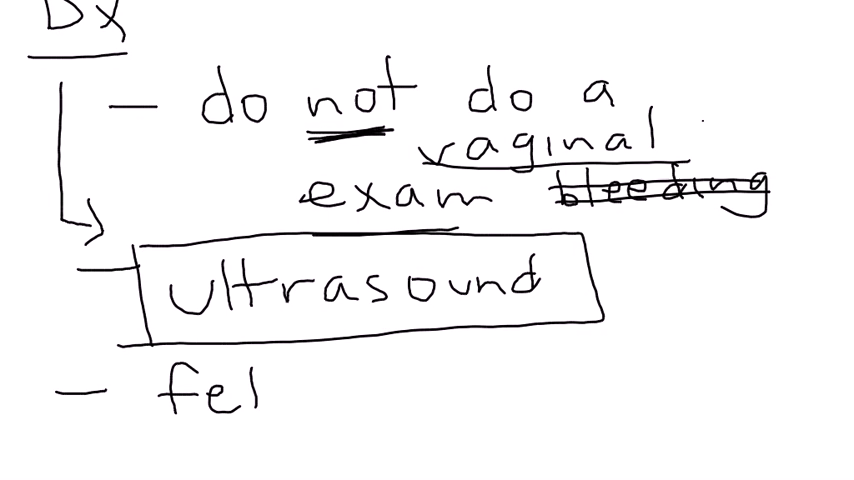 Dx
- do not do a
vaginal
exam bleeding
- ultrasound
- fel